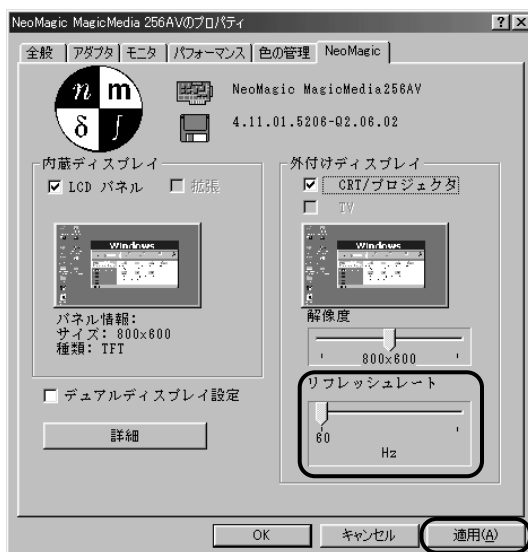 NeoMagic MagicMedia 256AVのプロパティ
全般 アダプタ モニタ パフォーマンス 色の管理 NeoMagic
n m
δ ∫
NeoMagic MagicMedia256AV
4.11.01.5206-Q2.06.02
内蔵ディスプレイ
LCD パネル 拡張
Windows
パネル情報:
サイズ: 800x600
種類: TFT
デュアルディスプレイ設定
詳細
外付けディスプレイ
CRT/プロジェクタ
TV
Windows
解像度
800x600
リフレッシュレート
60
Hz
OK キャンセル 適用(A)